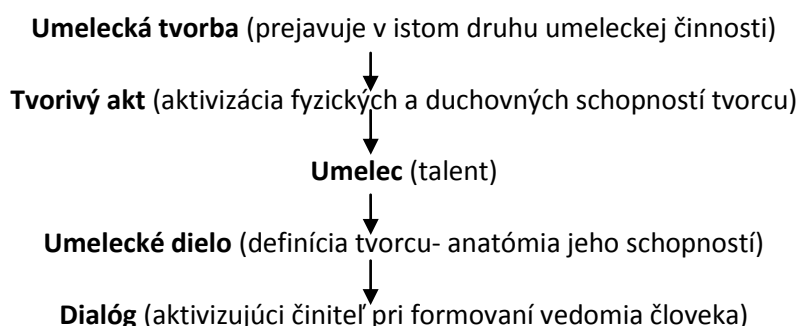 Umelecká tvorba (prejavuje v istom druhu umeleckej činnosti)
Tvorivý akt (aktivizácia fyzických a duchovných schopností tvorcu)
Umelec (talent)
Umelecké dielo (definícia tvorcu- anatómia jeho schopností)
Dialóg (aktivizujúci činiteľ pri formovaní vedomia človeka)